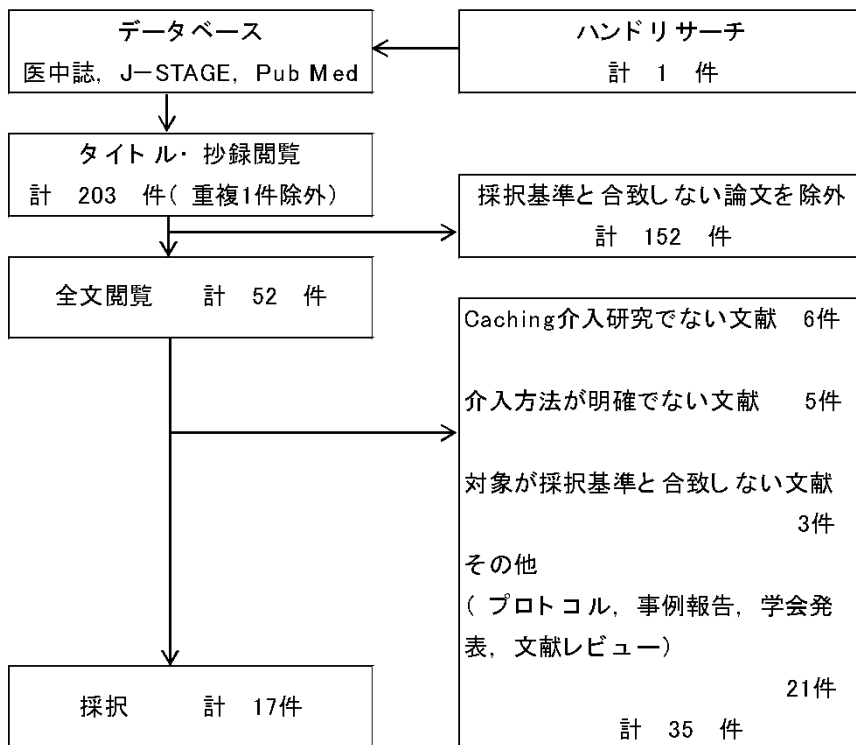 データベース
医中誌, J-STAGE, Pub Med
ハンドリサーチ
計 1 件
タイトル・抄録閲覧
計 203 件(重複1件除外)
採択基準と合致しない論文を除外
計 152 件
全文閲覧 計 52 件
Caching介入研究でない文献 6件
介入方法が明確でない文献 5件
対象が採択基準と合致しない文献
3件
その他
(プロトコル, 事例報告, 学会発
表, 文献レビュー)
21件
計 35 件
採択 計 17件